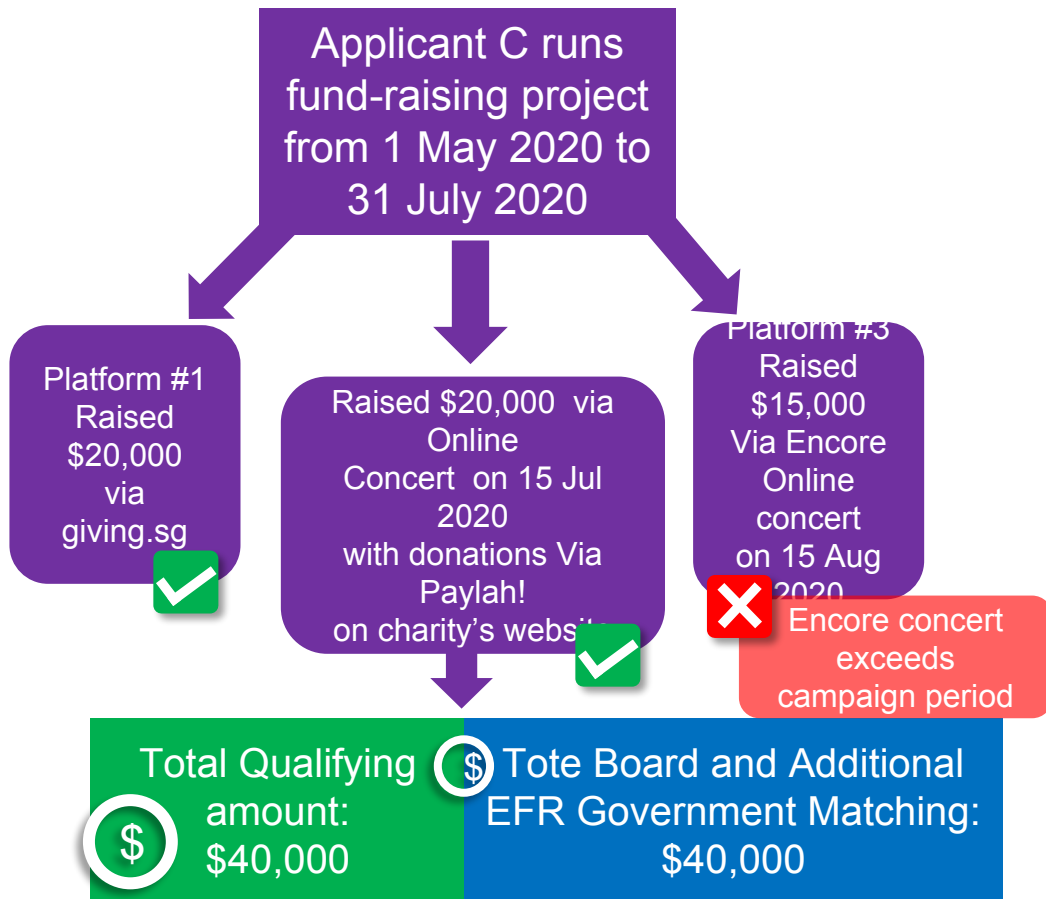 Applicant C runs
fund-raising project
from 1 May 2020 to
31 July 2020
Platform #1
Raised
$20,000
via
giving.sg
Raised $20,000 via
Online
Concert on 15 Jul
2020
with donations Via
Paylah!
on charity's website
Platform #3
Raised
$15,000
Via Encore
Online
concert
on 15 Aug
2020
Encore concert
exceeds
campaign period
Total Qualifying
amount:
$40,000
$
$
Tote Board and Additional
EFR Government Matching:
$40,000